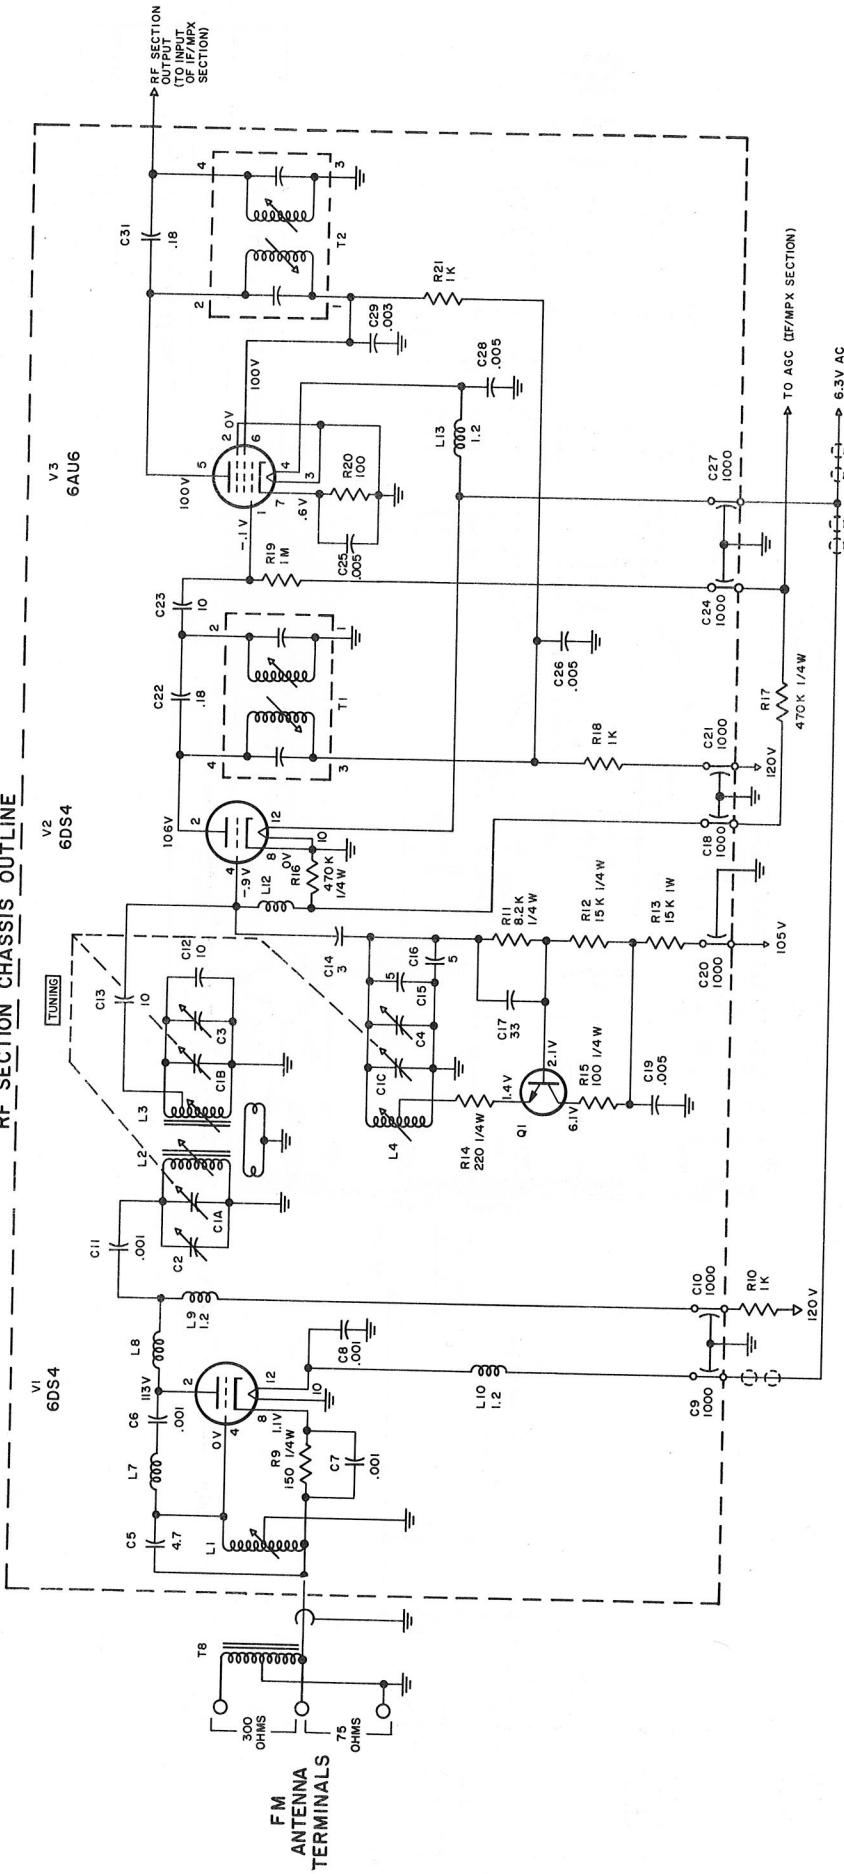 RF SECTION CHASSIS OUTLINE
V1
6DS4
V2
6DS4
V3
6AU6
TUNING
FM
ANTENNA
TERMINALS
300
OHMS
75
OHMS
T8
C5
4.7
L1
L7
C6
.001
113V
L8
2
0V
4
8
1.1V
10
12
R9
150 1/4W
C7
.001
C8
.001
L9
1.2
L10
1.2
C9
1000
C10
1000
R10
1K
120V
C11
.001
C2
C1A
L2
L3
C1B
C3
C12
10
C13
10
C14
3
L4
C1C
C4
5
C15
C16
5
R14
220 1/4W
C17
33
Q1
1.4V
2.1V
6.1V
R11
8.2K
1/4W
R12
15K 1/4W
R13
15K 1W
R15
100 1/4W
C19
.005
C20
1000
105V
106V
2
4
-.9V
L12
8
0V
10
12
R16
470K
1/4W
C18
1000
C21
1000
120V
R18
1K
R17
470K 1/4W
C22
.18
4
2
3
1
T1
C23
10
C26
.005
R19
1M
-.1V
1
100V
5
2
0V
6
100V
7
.6V
3
4
C25
.005
R20
100
L13
1.2
C28
.005
C24
1000
C27
1000
C29
.003
R21
1K
C31
.18
2
4
1
3
T2
RF SECTION
OUTPUT
(TO INPUT
OF IF/MPX
SECTION)
TO AGC (IF/MPX SECTION)
6.3V AC